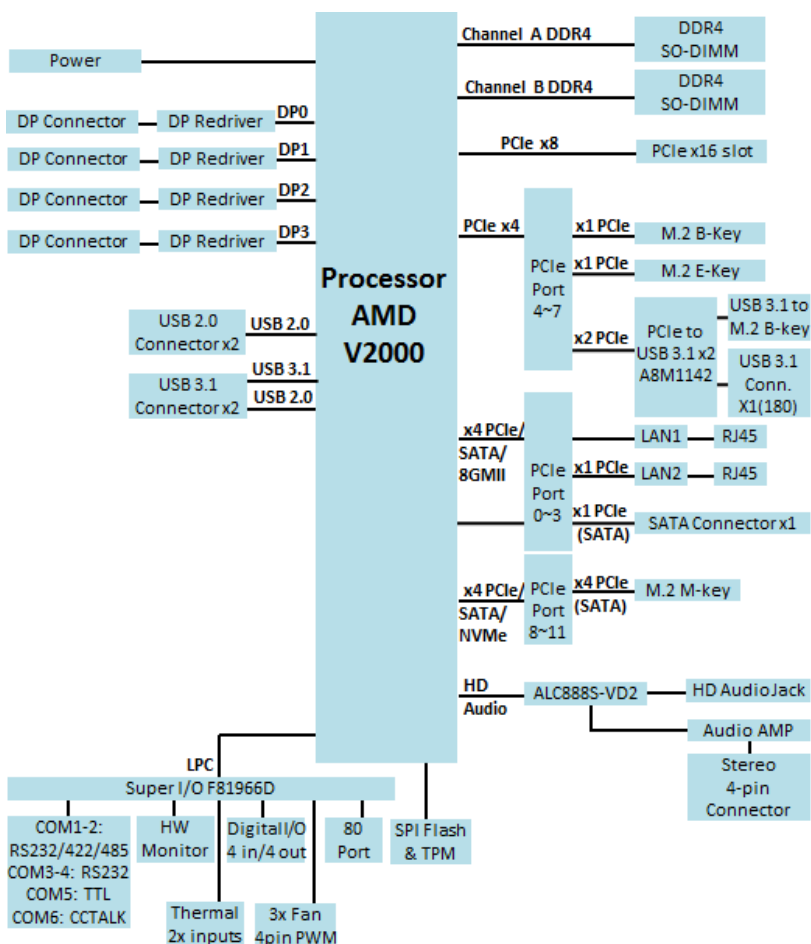 Power
DP Connector
DP Redriver
DP0
DP Connector
DP Redriver
DP1
DP Connector
DP Redriver
DP2
DP Connector
DP Redriver
DP3
USB 2.0
Connector x2
USB 2.0
USB 3.1
Connector x2
USB 3.1
USB 2.0
Processor
AMD
V2000
Channel A DDR4
DDR4
SO-DIMM
Channel B DDR4
DDR4
SO-DIMM
PCIe x8
PCIe x16 slot
PCIe x4
PCIe
Port
4~7
x1 PCIe
M.2 B-Key
x1 PCIe
M.2 E-Key
x2 PCIe
PCIe to
USB 3.1 x2
A8M1142
USB 3.1 to
M.2 B-key
USB 3.1
Conn.
X1(180)
x4 PCIe/
SATA/
8GMII
PCIe
Port
0~3
LAN1
RJ45
x1 PCIe
LAN2
RJ45
x1 PCIe
(SATA)
SATA Connector x1
x4 PCIe/
SATA/
NVMe
PCIe
Port
8~11
x4 PCIe
(SATA)
M.2 M-key
HD
Audio
ALC888S-VD2
HD Audio Jack
Audio AMP
Stereo
4-pin
Connector
LPC
Super I/O F81966D
COM1-2:
RS232/422/485
COM3-4: RS232
COM5: TTL
COM6: CCTALK
HW
Monitor
Digital I/O
4 in/4 out
80
Port
SPI Flash
& TPM
Thermal
2x inputs
3x Fan
4pin PWM